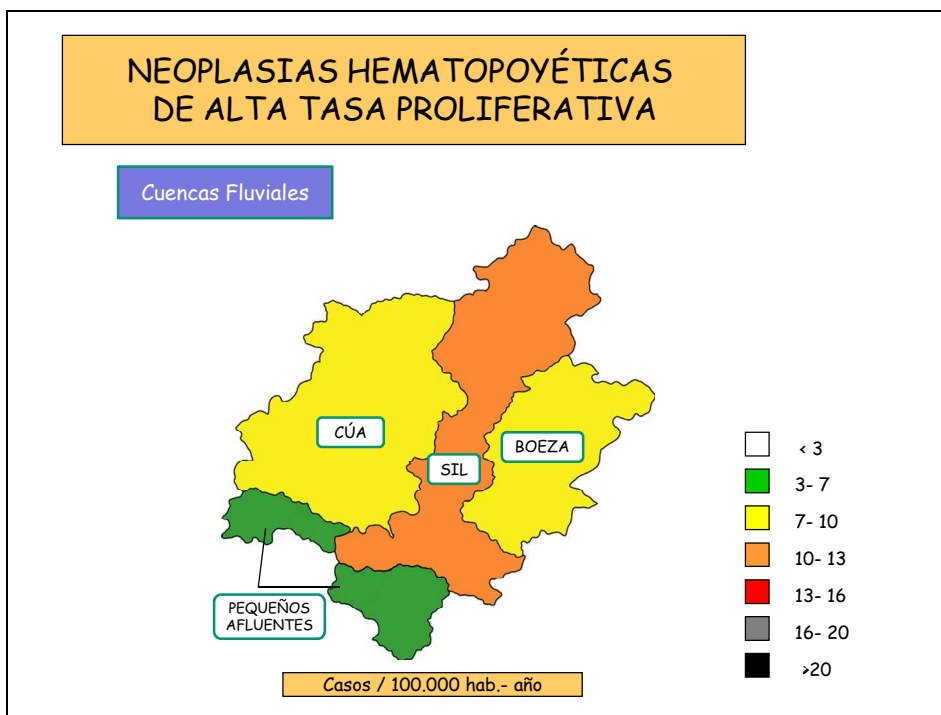 NEOPLASIAS HEMATOPOYÉTICAS
DE ALTA TASA PROLIFERATIVA
Cuencas Fluviales
CÚA
BOEZA
SIL
PEQUEÑOS
AFLUENTES
< 3
3- 7
7- 10
10- 13
13- 16
16- 20
>20
Casos / 100.000 hab.- año